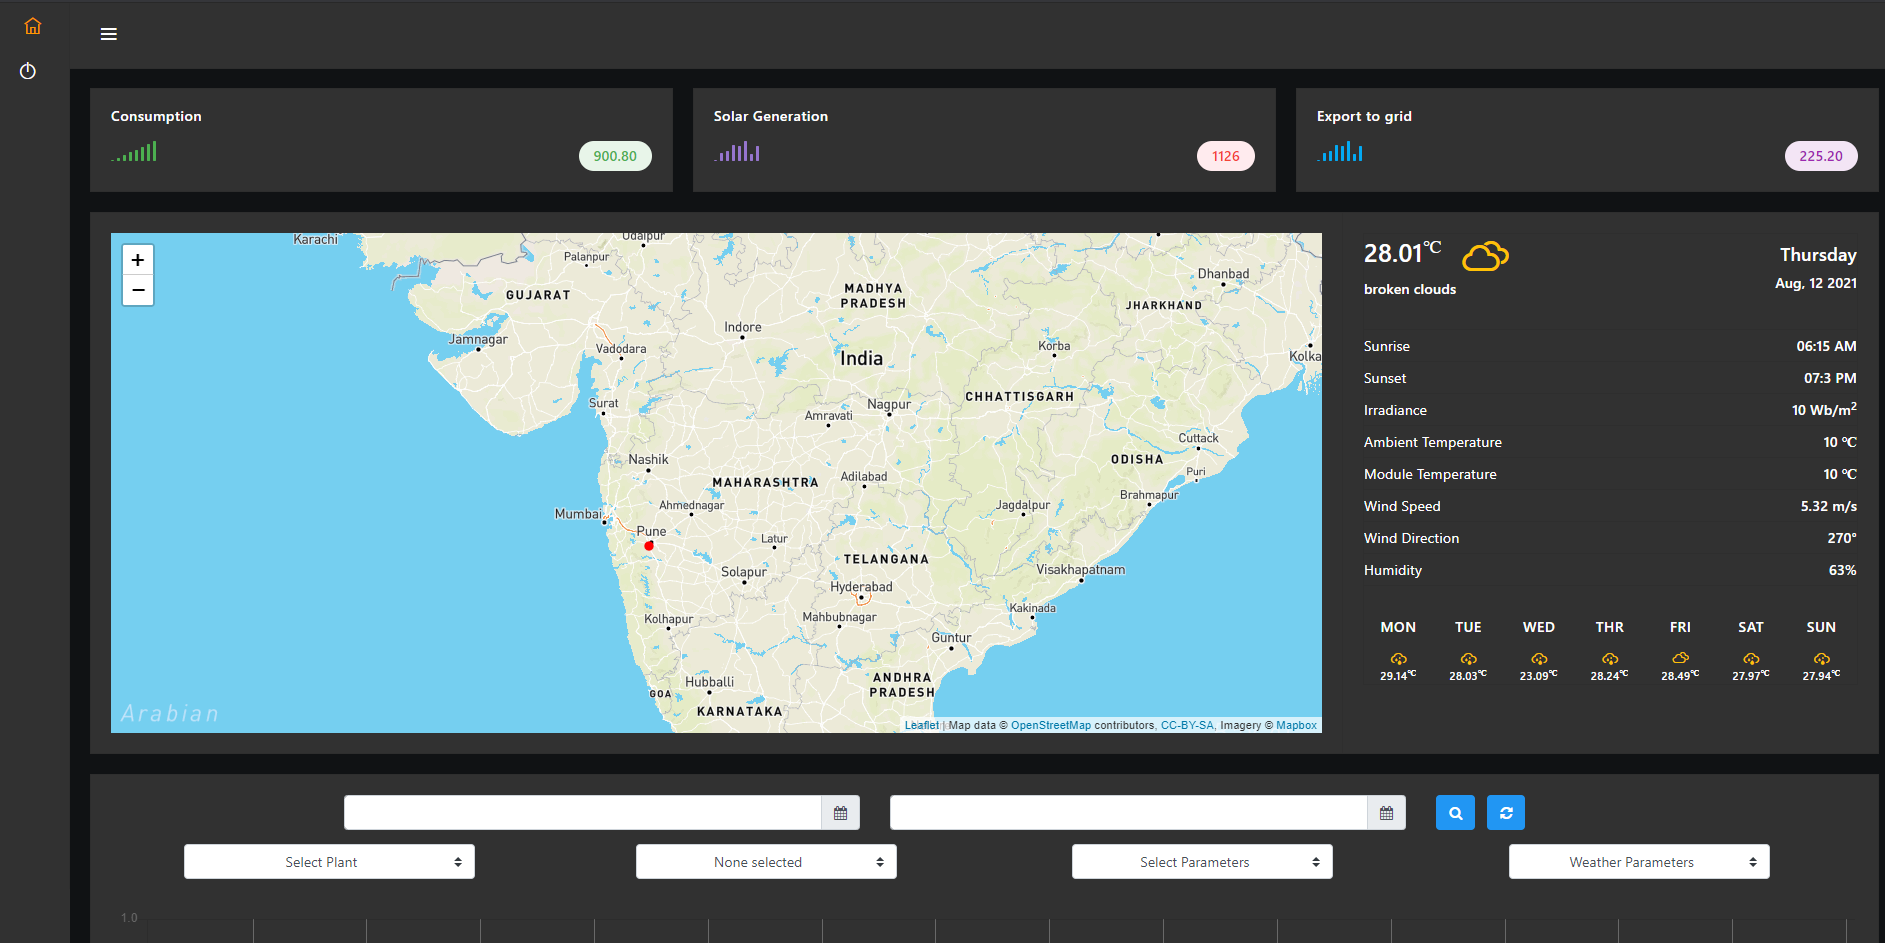 Consumption
900.80
Solar Generation
1126
Export to grid
225.20
+
−
Karachi
Udaipur
Palanpur
GUJARAT
MADHYA
PRADESH
Dhanbad
JHARKHAND
Jamnagar
Indore
Vadodara
India
Korba
Kolka
Surat
Amravati
Nagpur
CHHATTISGARH
Cuttack
Nashik
MAHARASHTRA
Adilabad
ODISHA
Puri
Mumbai
Ahmednagar
Jagdalpur
Brahmapur
Pune
Latur
TELANGANA
Solapur
Hyderabad
Visakhapatnam
Kolhapur
Mahbubnagar
Kakinada
Guntur
Hubballi
GOA
ANDHRA
PRADESH
KARNATAKA
Arabian
Leaflet | Map data © OpenStreetMap contributors, CC-BY-SA, Imagery © Mapbox
28.01°C
broken clouds
Thursday
Aug, 12 2021
Sunrise 06:15 AM
Sunset 07:3 PM
Irradiance 10 Wb/m²
Ambient Temperature 10 °C
Module Temperature 10 °C
Wind Speed 5.32 m/s
Wind Direction 270°
Humidity 63%
MON TUE WED THR FRI SAT SUN
29.14°C 28.03°C 23.09°C 28.24°C 28.49°C 27.97°C 27.94°C
Select Plant
None selected
Select Parameters
Weather Parameters
1.0